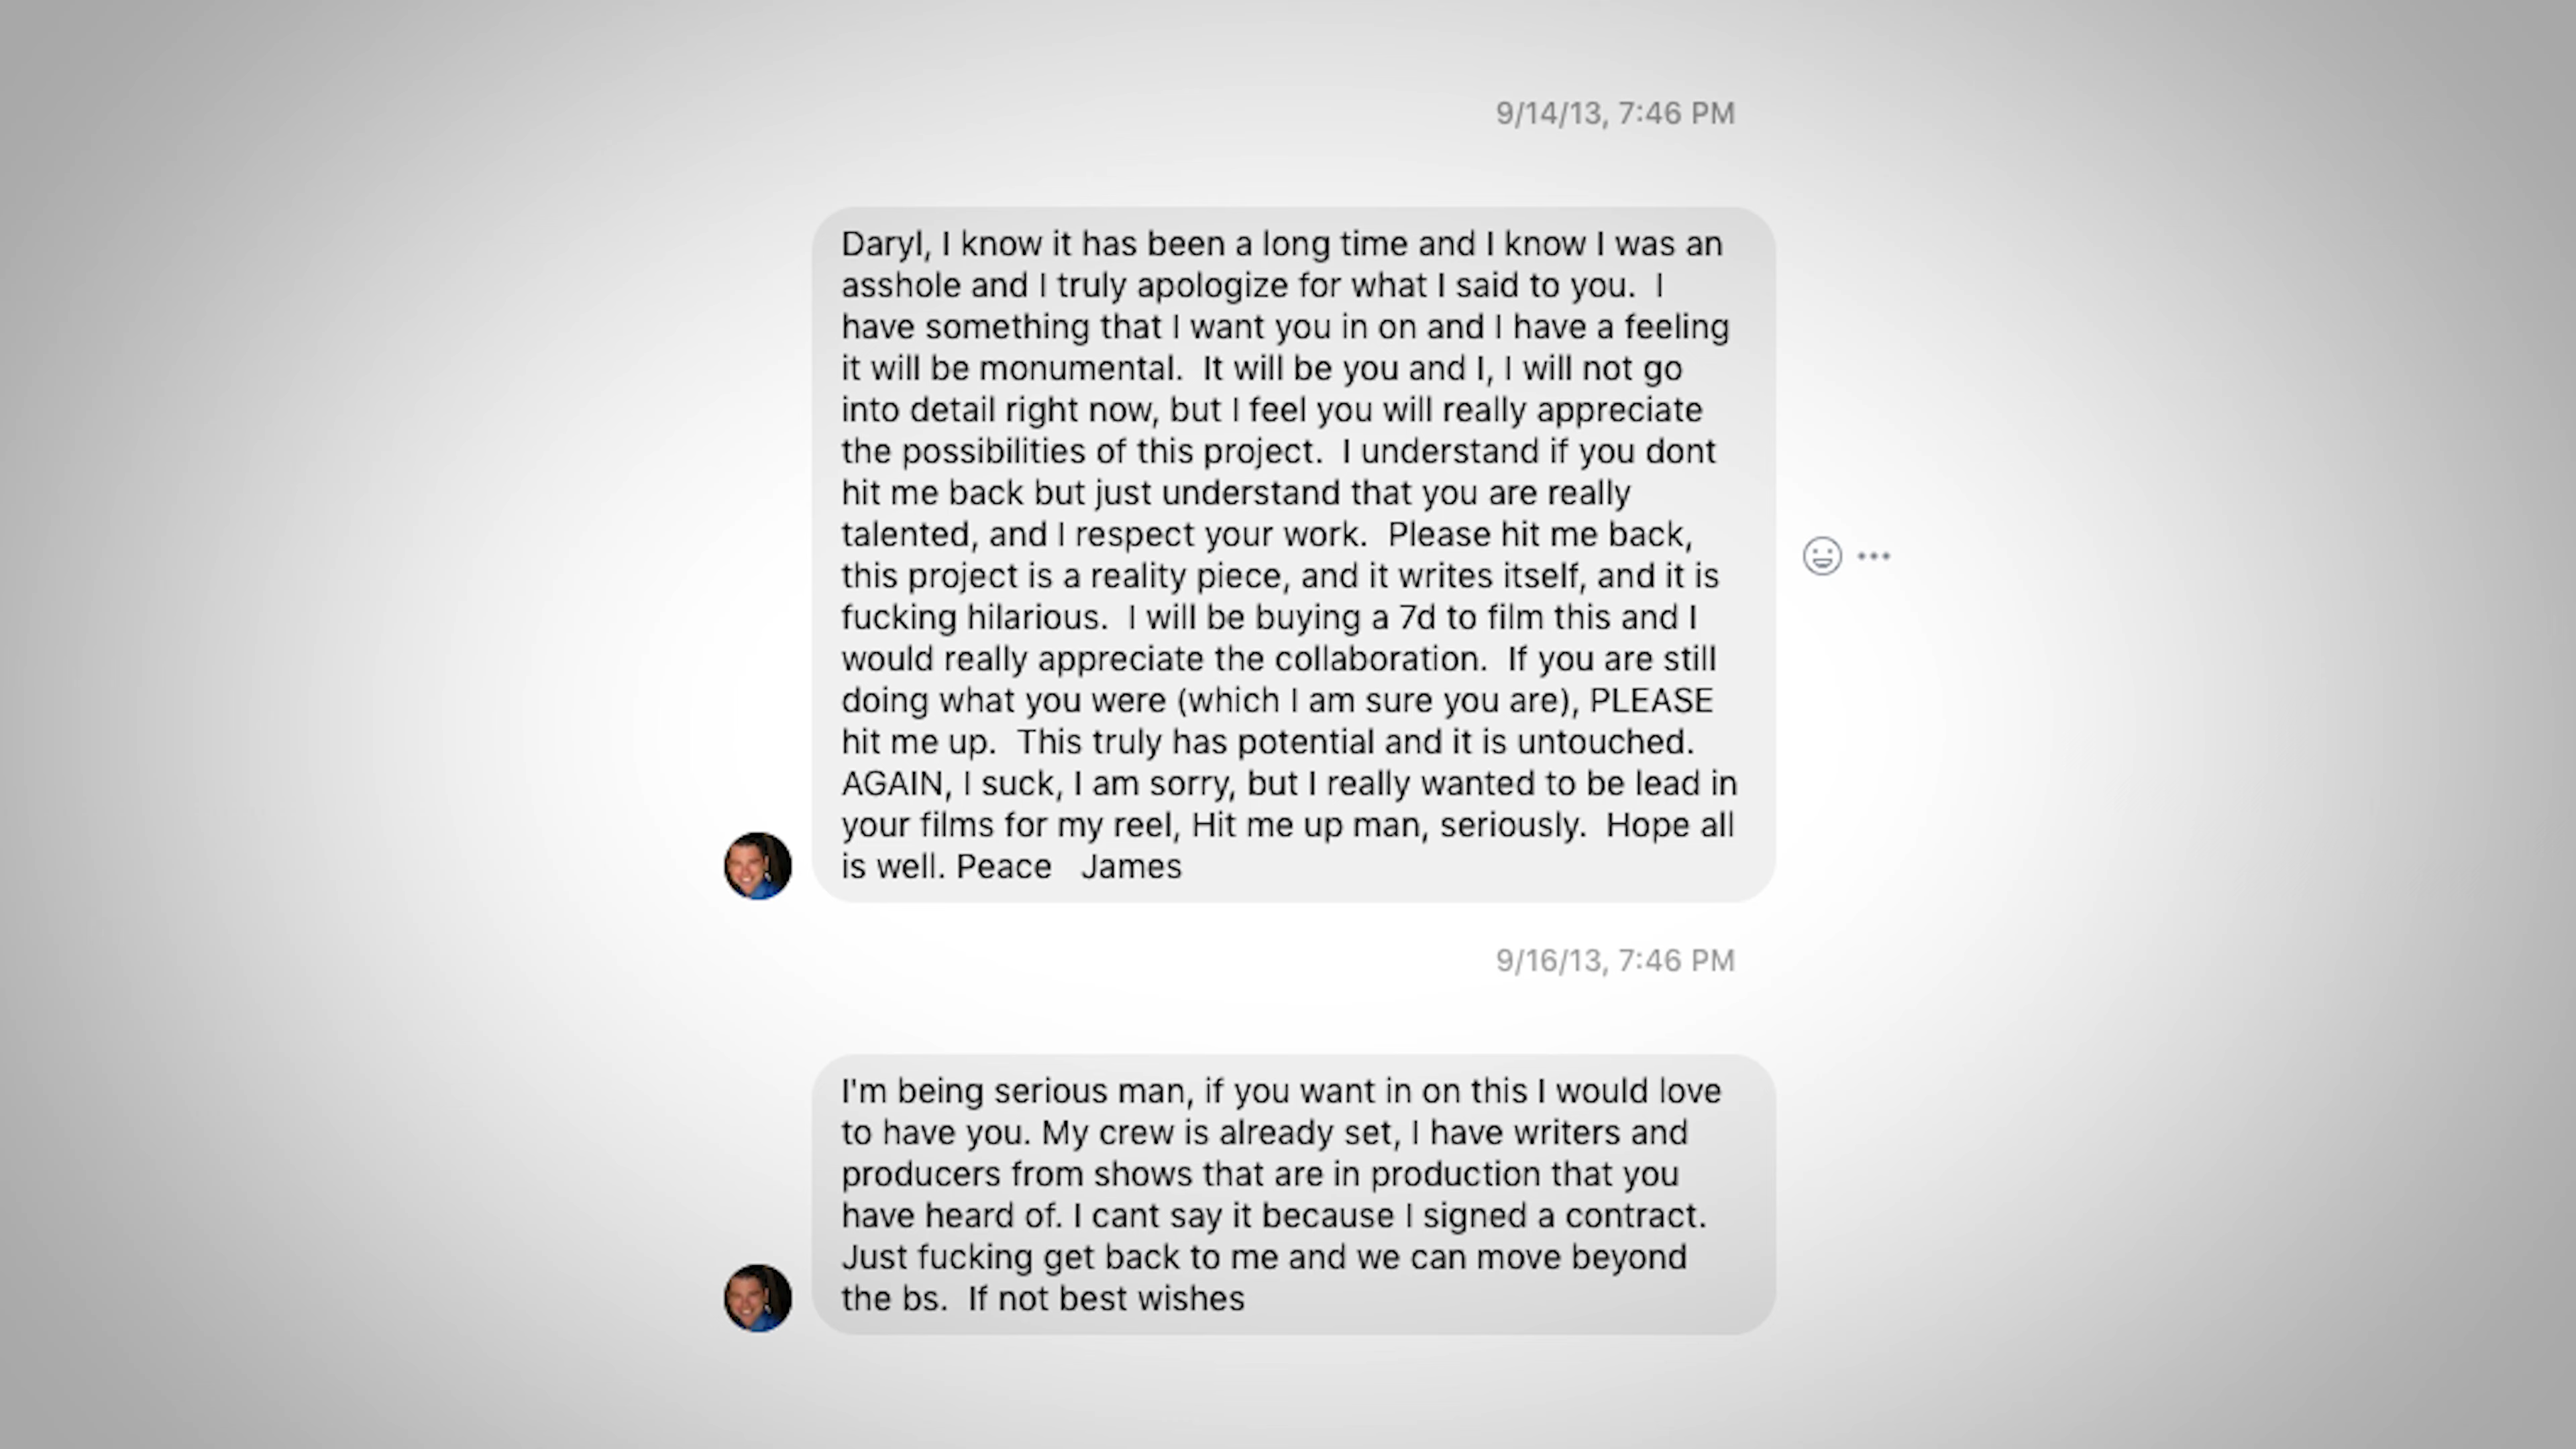 9/14/13, 7:46 PM
Daryl, I know it has been a long time and I know I was an
asshole and I truly apologize for what I said to you.  I
have something that I want you in on and I have a feeling
it will be monumental.  It will be you and I, I will not go
into detail right now, but I feel you will really appreciate
the possibilities of this project.  I understand if you dont
hit me back but just understand that you are really
talented, and I respect your work.  Please hit me back,
this project is a reality piece, and it writes itself, and it is
fucking hilarious.  I will be buying a 7d to film this and I
would really appreciate the collaboration.  If you are still
doing what you were (which I am sure you are), PLEASE
hit me up.  This truly has potential and it is untouched.
AGAIN, I suck, I am sorry, but I really wanted to be lead in
your films for my reel, Hit me up man, seriously.  Hope all
is well. Peace   James
9/16/13, 7:46 PM
I'm being serious man, if you want in on this I would love
to have you. My crew is already set, I have writers and
producers from shows that are in production that you
have heard of. I cant say it because I signed a contract.
Just fucking get back to me and we can move beyond
the bs.  If not best wishes